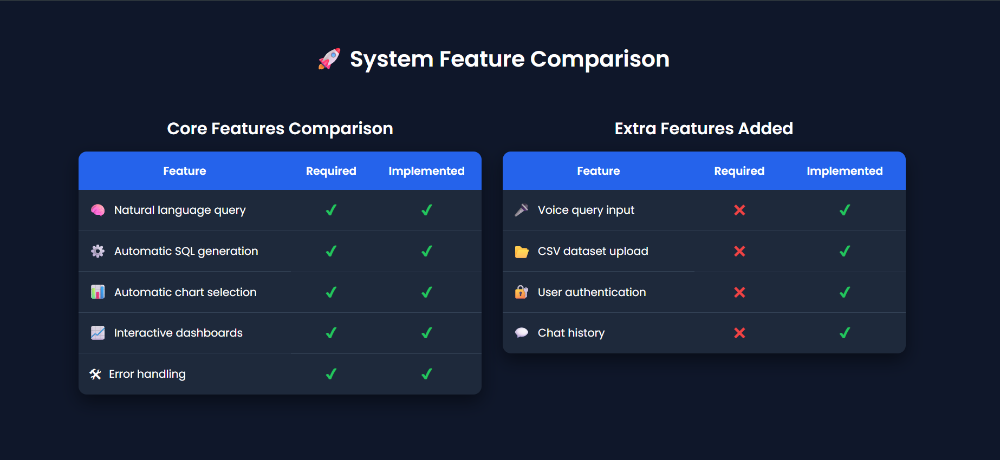 🚀 System Feature Comparison
Core Features Comparison
Feature Required Implemented
🧠 Natural language query ✔ ✔
⚙️ Automatic SQL generation ✔ ✔
📊 Automatic chart selection ✔ ✔
📈 Interactive dashboards ✔ ✔
🛠 Error handling ✔ ✔
Extra Features Added
Feature Required Implemented
🎤 Voice query input ❌ ✔
📂 CSV dataset upload ❌ ✔
🔐 User authentication ❌ ✔
💬 Chat history ❌ ✔